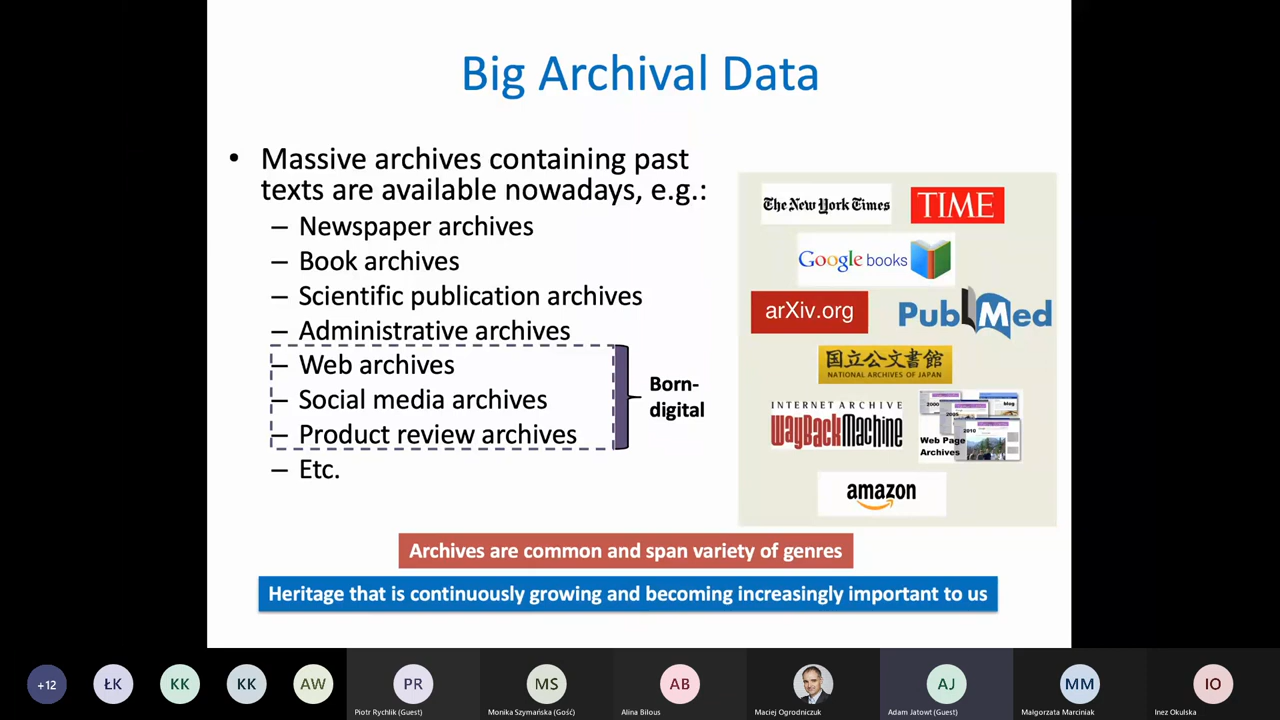 Big Archival Data
• Massive archives containing past
texts are available nowadays, e.g.:
– Newspaper archives
– Book archives
– Scientific publication archives
– Administrative archives
– Web archives
– Social media archives
– Product review archives
– Etc.
Born-
digital
The New York Times
TIME
Google books
arXiv.org
PubMed
国立公文書館
NATIONAL ARCHIVES OF JAPAN
INTERNET ARCHIVE
WayBackMachine
2000
2005
2010
blog
Web Page
Archives
amazon
Archives are common and span variety of genres
Heritage that is continuously growing and becoming increasingly important to us
+12
ŁK
KK
KK
AW
PR
Piotr Rychlik (Guest)
MS
Monika Szymańska (Gość)
AB
Alina Bilous
Maciej Ogrodniczuk
AJ
Adam Jatowt (Guest)
MM
Małgorzata Marciniak
IO
Inez Okulska